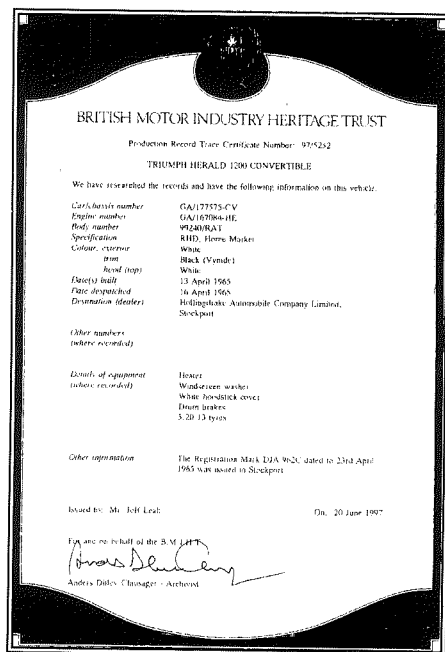 BRITISH MOTOR INDUSTRY HERITAGE TRUST
Production Record Trace Certificate Number: 97/5252
TRIUMPH HERALD 1200 CONVERTIBLE
We have researched the records and have the following information on this vehicle.
Car/chassis number GA/177575-CV
Engine number GA/167084-HE
Body number 99240/RAT
Specification RHD, Home Market
Colour, exterior White
trim Black (Vynide)
hood (top) White
Date(s) built 13 April 1965
Date despatched 16 April 1965
Destination (dealer) Hollingdrake Automobile Company Limited,
Stockport
Other numbers
(where recorded)
Details of equipment Heater
(where recorded) Windscreen washer
White hoodstick cover
Drum brakes
5.20-13 tyres
Other information The Registration Mark DJA 962C dated to 23rd April
1965 was issued in Stockport
Issued by: Mr Jeff Leak On: 20 June 1997
For and on behalf of the B.M.I.H.T.
Anders Ditlev Clausager - Archivist